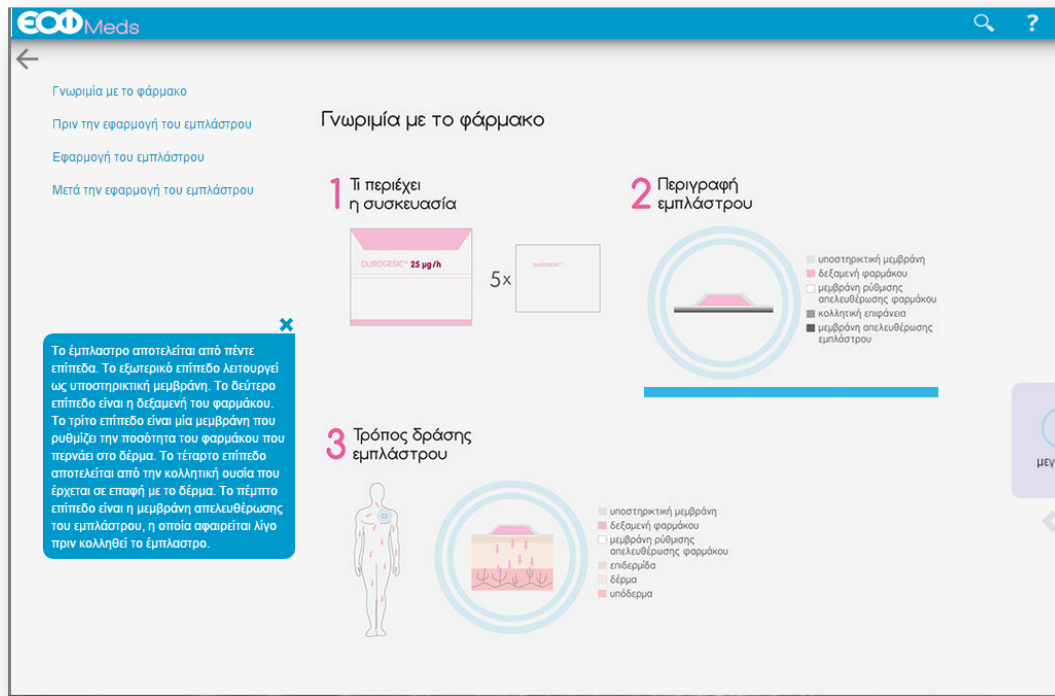 ΕΟΦMeds
?
Γνωριμία με το φάρμακο
Πριν την εφαρμογή του εμπλάστρου
Εφαρμογή του εμπλάστρου
Μετά την εφαρμογή του εμπλάστρου
Γνωριμία με το φάρμακο
1 Τι περιέχει
η συσκευασία
DUROGESIC™ 25 μg/h
5x
DUROGESIC™
2 Περιγραφή
εμπλάστρου
υποστηρικτική μεμβράνη
δεξαμενή φαρμάκου
μεμβράνη ρύθμισης
απελευθέρωσης φαρμάκου
κολλητική επιφάνεια
μεμβράνη απελευθέρωσης
εμπλάστρου
Το έμπλαστρο αποτελείται από πέντε
επίπεδα. Το εξωτερικό επίπεδο λειτουργεί
ως υποστηρικτική μεμβράνη. Το δεύτερο
επίπεδο είναι η δεξαμενή του φαρμάκου.
Το τρίτο επίπεδο είναι μία μεμβράνη που
ρυθμίζει την ποσότητα του φαρμάκου που
περνάει στο δέρμα. Το τέταρτο επίπεδο
αποτελείται από την κολλητική ουσία που
έρχεται σε επαφή με το δέρμα. Το πέμπτο
επίπεδο είναι η μεμβράνη απελευθέρωσης
του εμπλάστρου, η οποία αφαιρείται λίγο
πριν κολληθεί το έμπλαστρο.
3 Τρόπος δράσης
εμπλάστρου
υποστηρικτική μεμβράνη
δεξαμενή φαρμάκου
μεμβράνη ρύθμισης
απελευθέρωσης φαρμάκου
επιδερμίδα
δέρμα
υπόδερμα